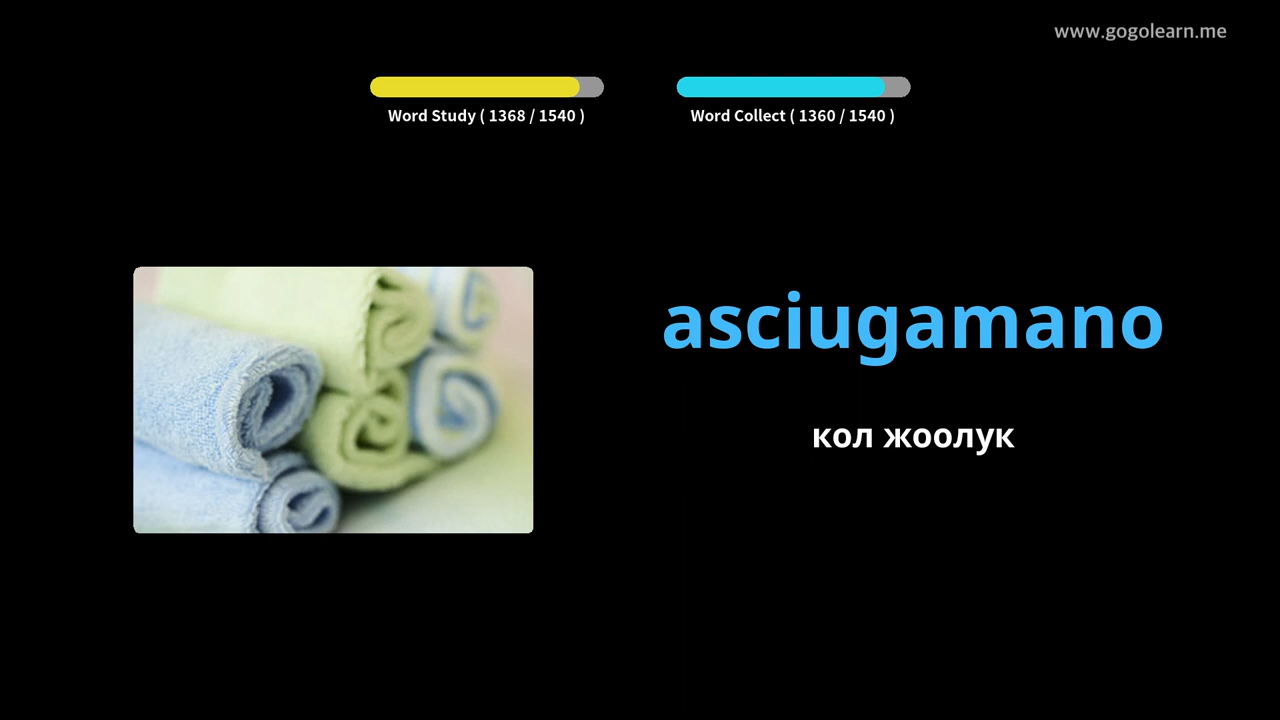 www.gogolearn.me
Word Study ( 1368 / 1540 )
Word Collect ( 1360 / 1540 )
asciugamano
кол жоолук